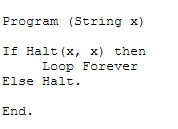 Program (String x)
If Halt(x, x) then
Loop Forever
Else Halt.
End.